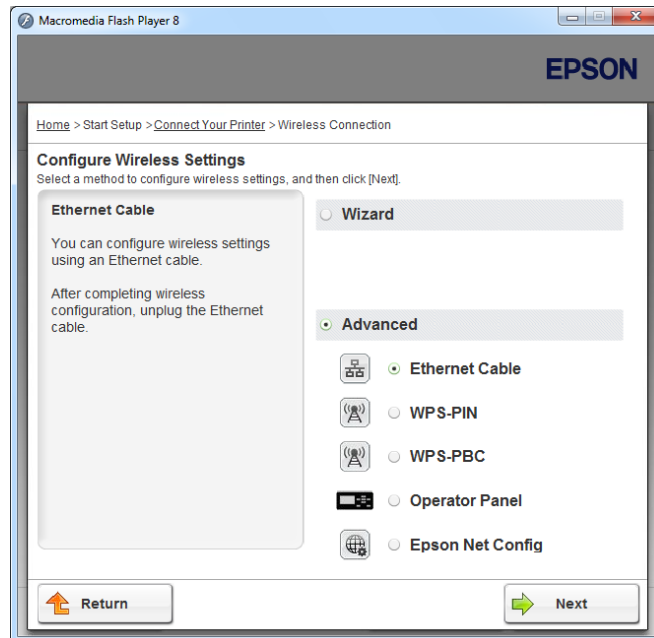 Macromedia Flash Player 8
EPSON
Home > Start Setup > Connect Your Printer > Wireless Connection
Configure Wireless Settings
Select a method to configure wireless settings, and then click [Next].
Ethernet Cable
You can configure wireless settings
using an Ethernet cable.
After completing wireless
configuration, unplug the Ethernet
cable.
Wizard
Advanced
Ethernet Cable
WPS-PIN
WPS-PBC
Operator Panel
Epson Net Config
Return
Next